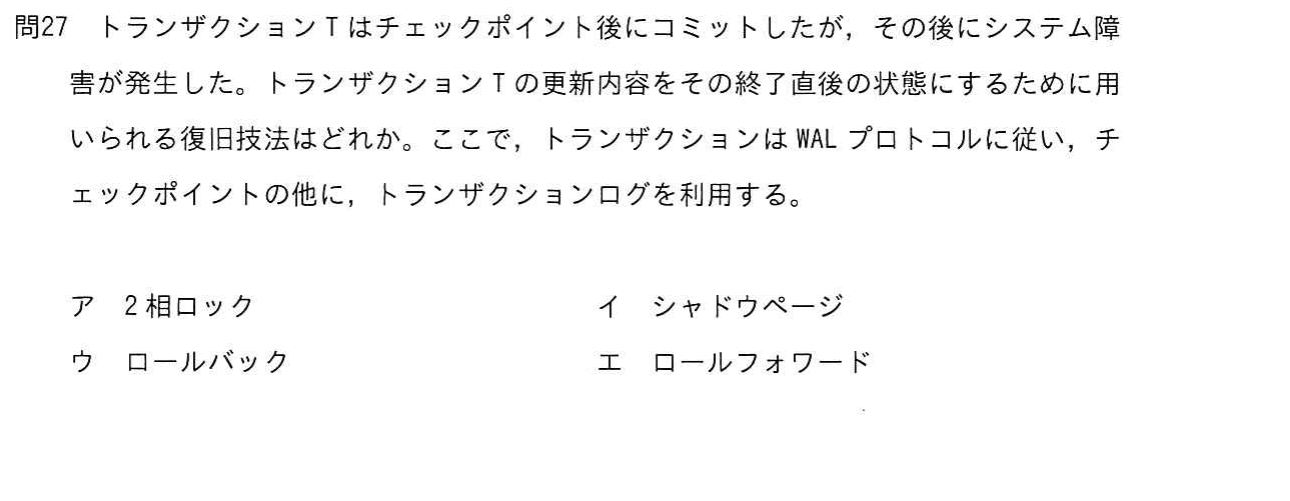 問27 トランザクションTはチェックポイント後にコミットしたが，その後にシステム障
害が発生した。トランザクションTの更新内容をその終了直後の状態にするために用
いられる復旧技法はどれか。ここで，トランザクションは WAL プロトコルに従い，チ
ェックポイントの他に，トランザクションログを利用する。
ア 2相ロック イ シャドウページ
ウ ロールバック エ ロールフォワード